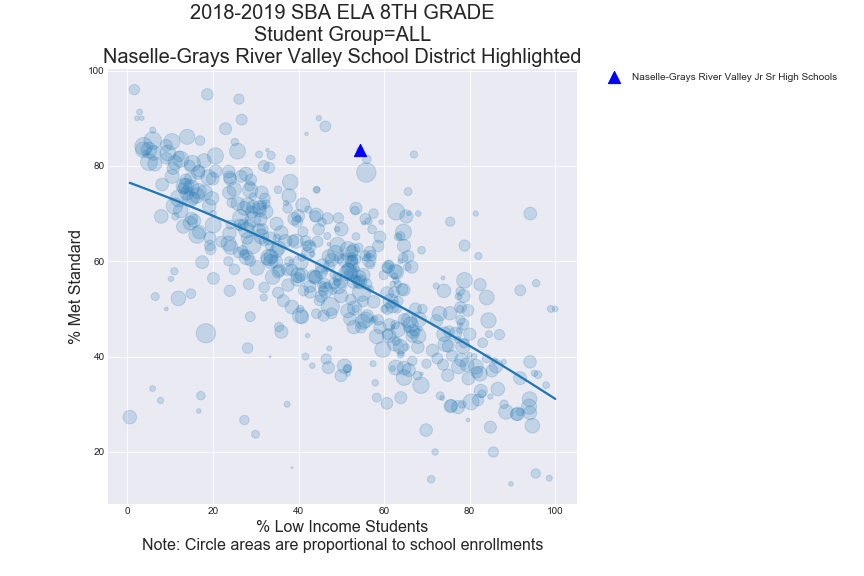 2018-2019 SBA ELA 8TH GRADE
Student Group=ALL
Naselle-Grays River Valley School District Highlighted
Naselle-Grays River Valley Jr Sr High Schools
% Met Standard
100
80
60
40
20
0
20
40
60
80
100
% Low Income Students
Note: Circle areas are proportional to school enrollments